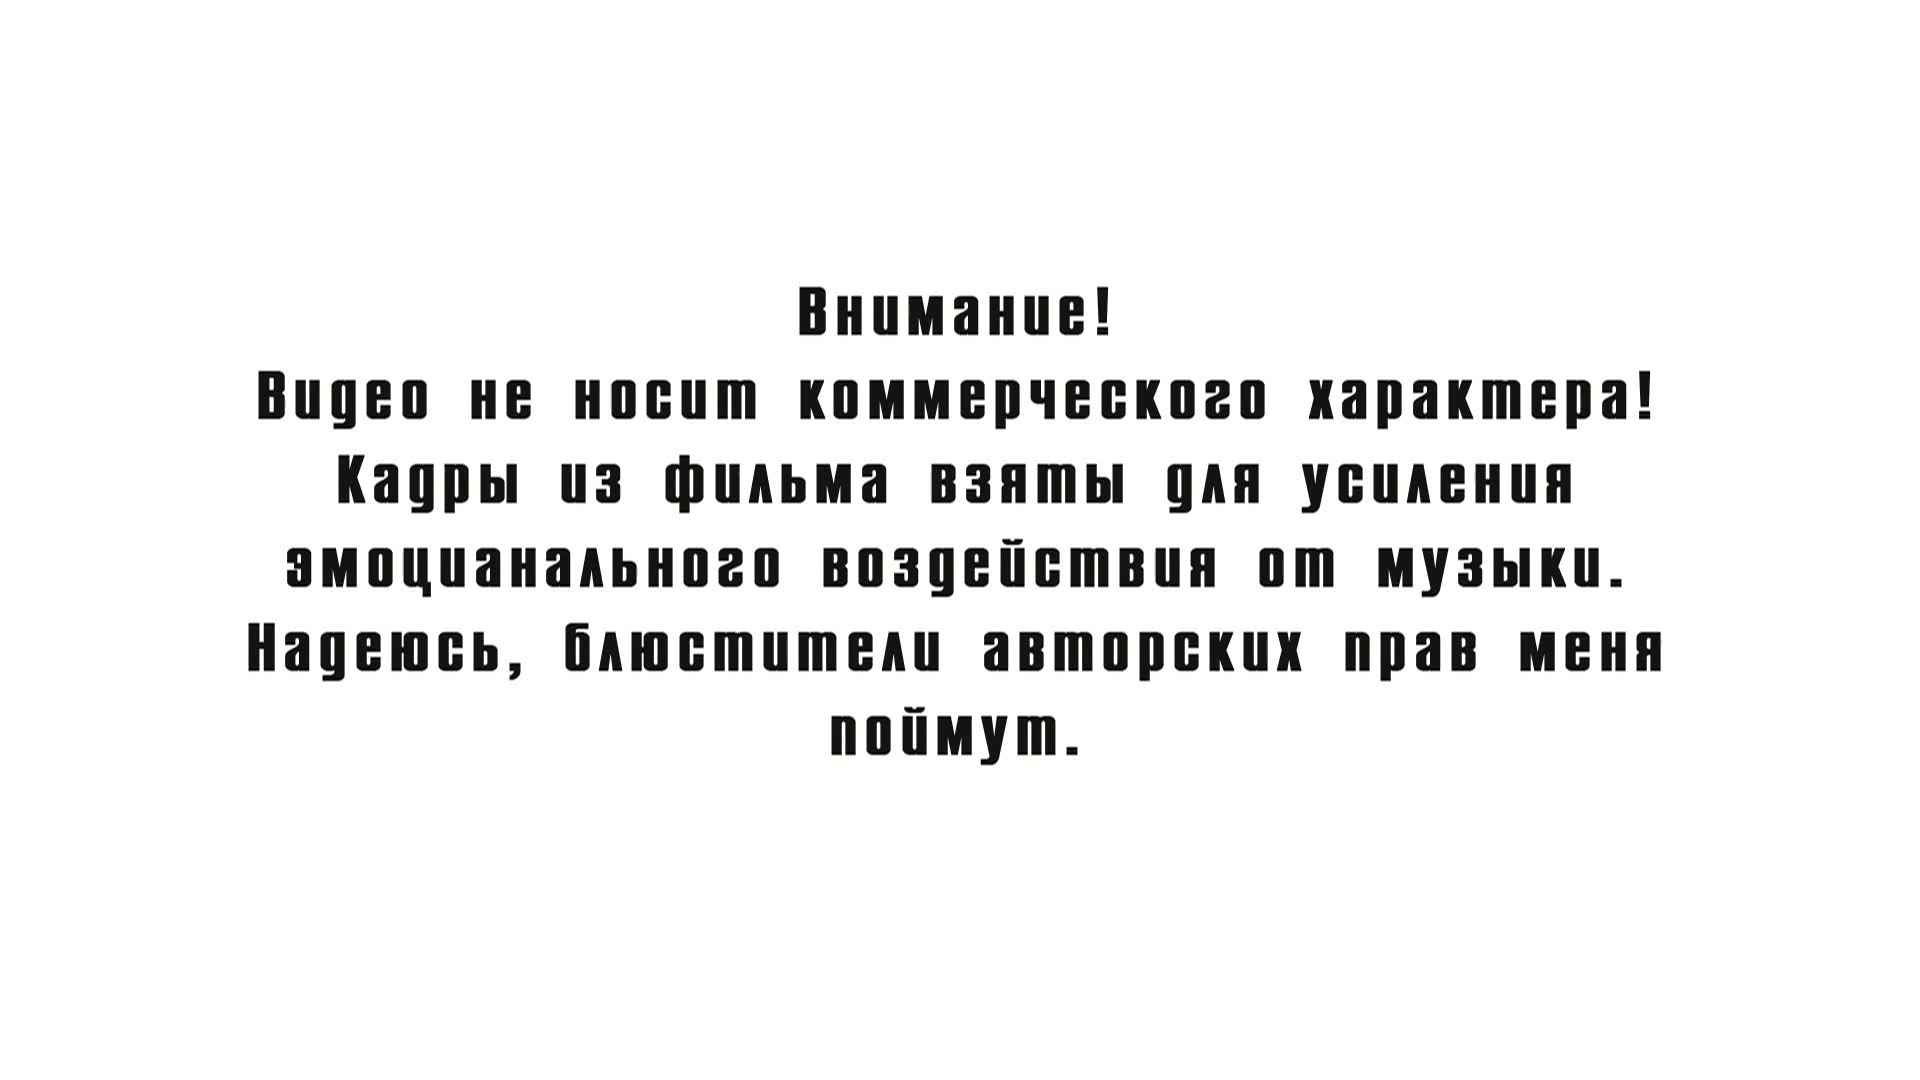 Внимание!
Видео не носит коммерческого характера!
Кадры из фильма взяты для усиления
эмоцианального воздействия от музыки.
Надеюсь, блюстители авторских прав меня
поймут.